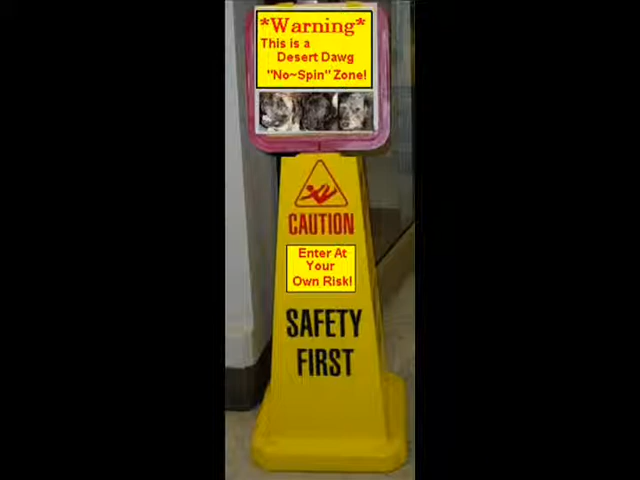 *Warning*
This is a
Desert Dawg
"No~Spin" Zone!
CAUTION
Enter At
Your
Own Risk!
SAFETY
FIRST